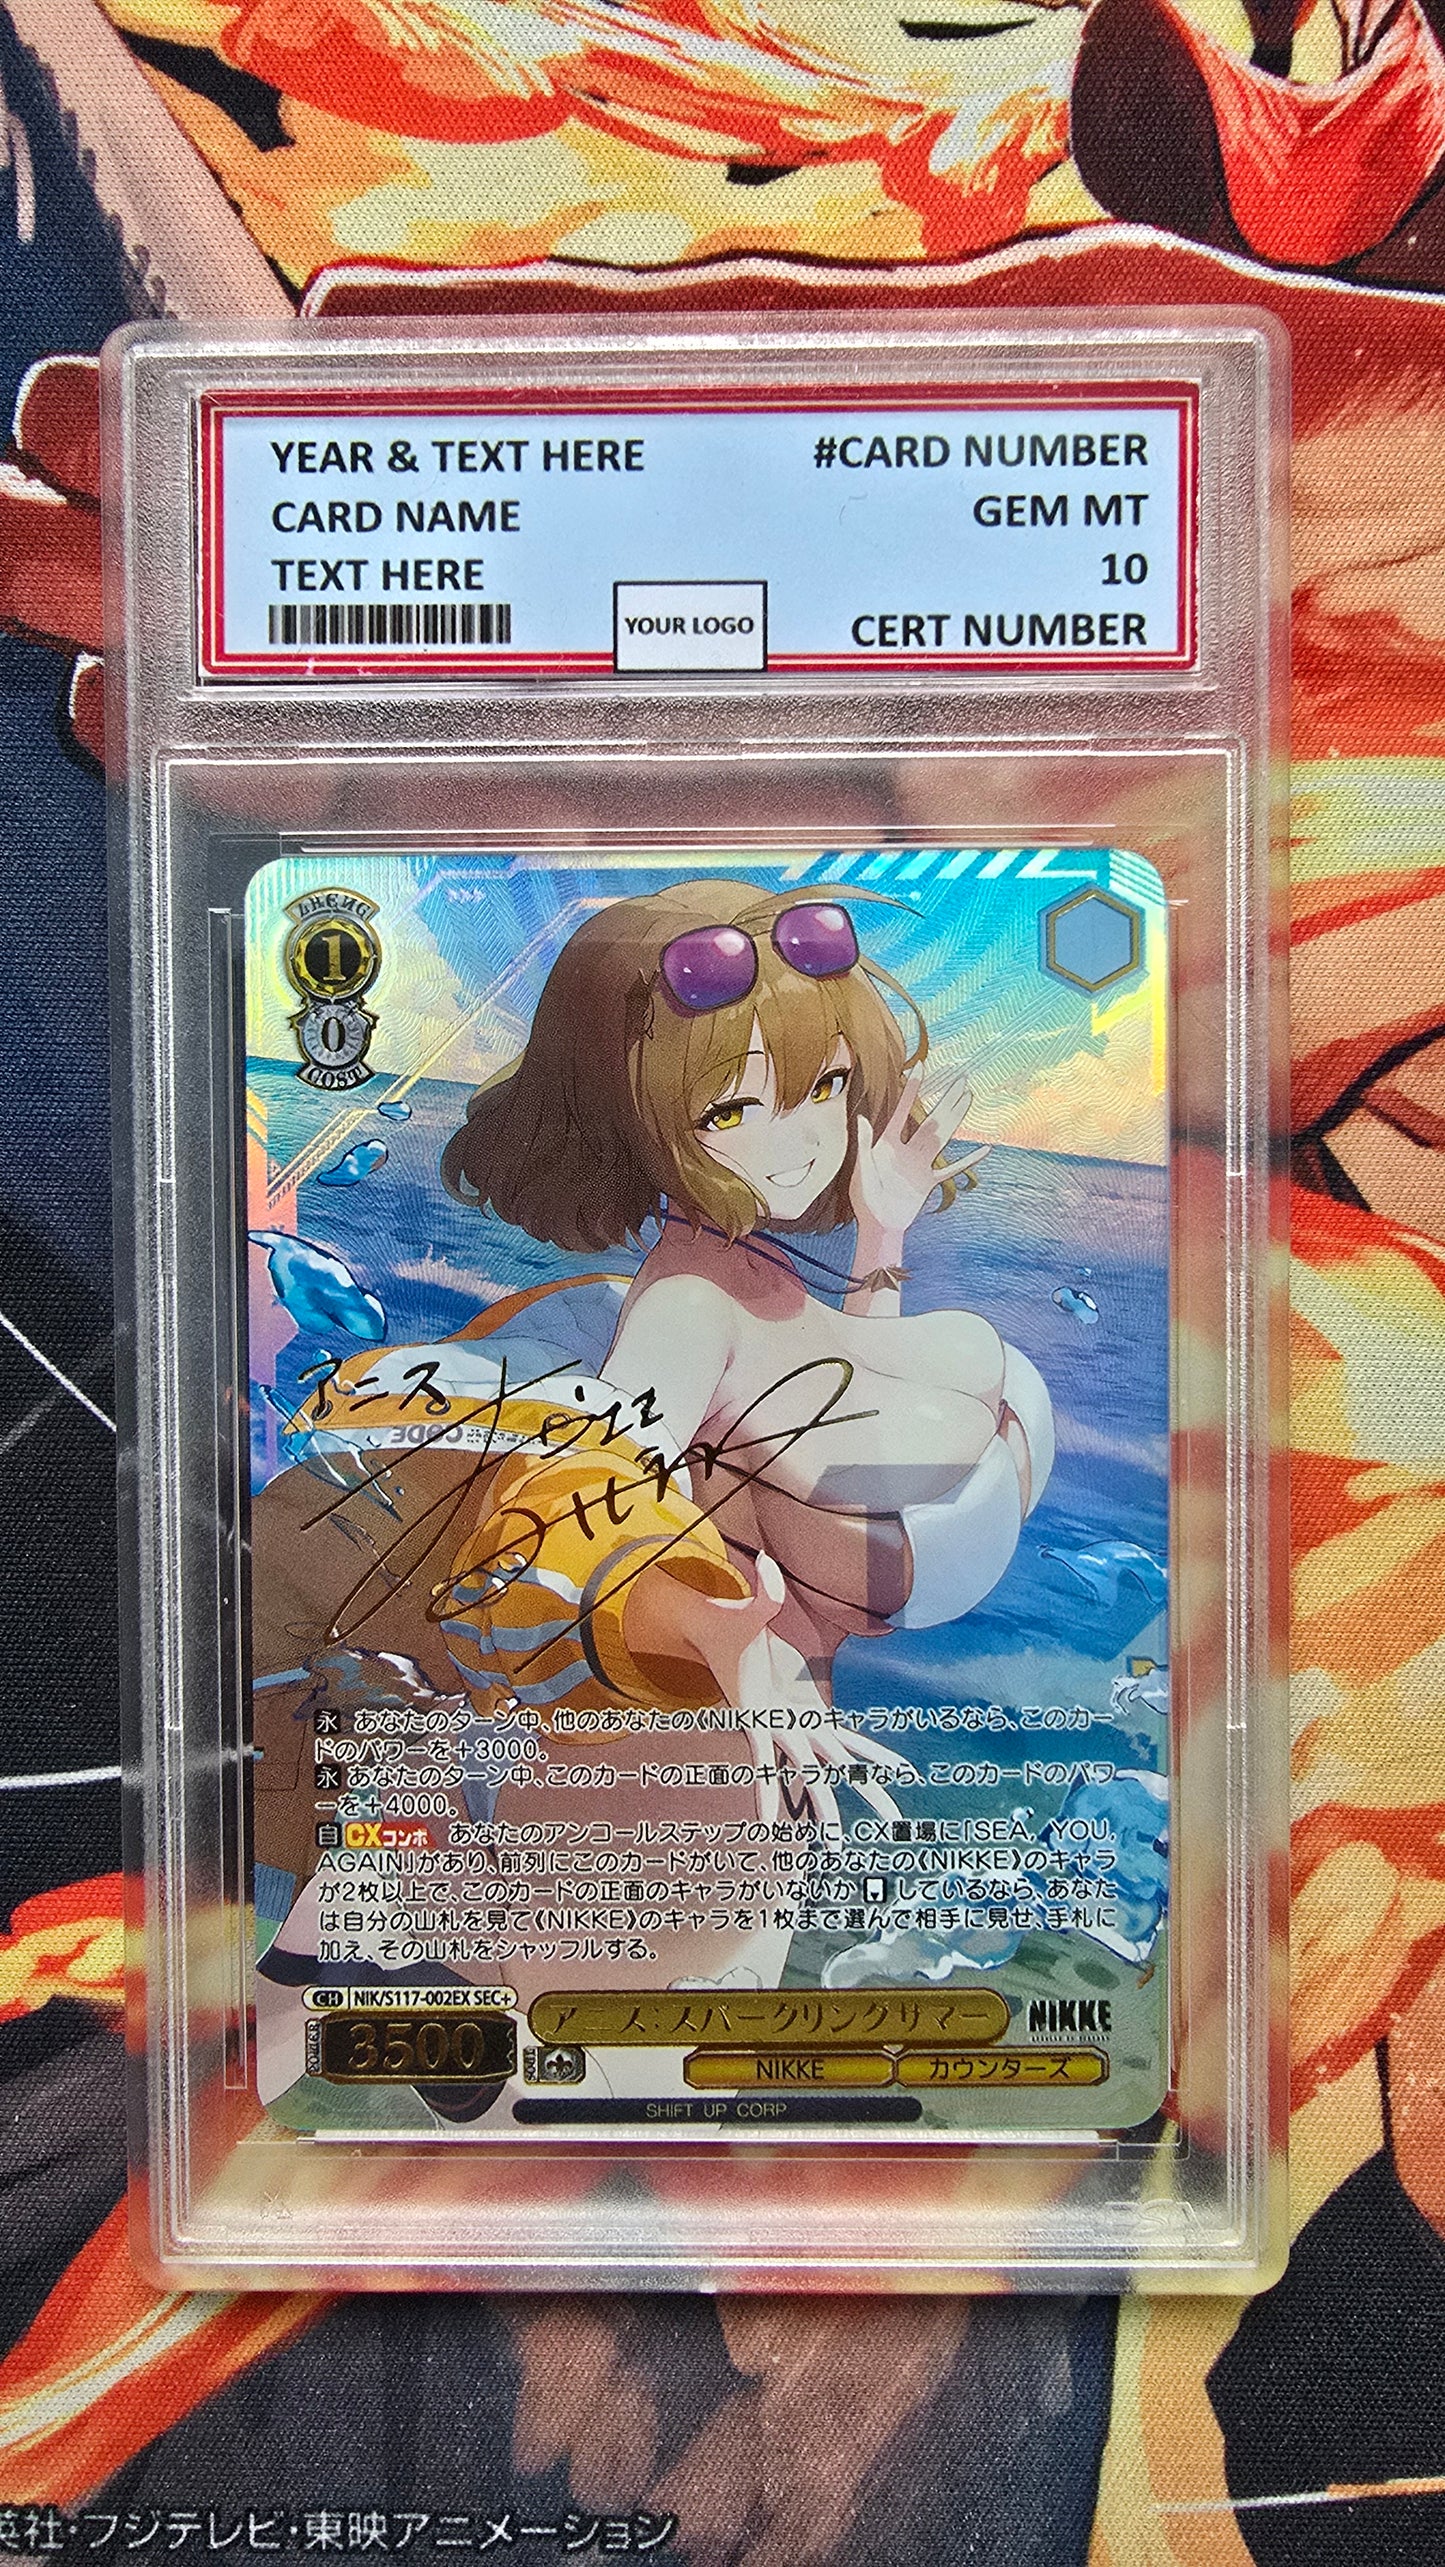 YEAR & TEXT HERE
CARD NAME
TEXT HERE
#CARD NUMBER
GEM MT
10
CERT NUMBER
YOUR LOGO
1
0
COST
アニス
CODE
永 あなたのターン中、他のあなたの《NIKKE》のキャラがいるなら、このカー
ドのパワーを＋3000。
永 あなたのターン中、このカードの正面のキャラが青なら、このカードのパワ
ーを＋4000。
自 CXコンボ あなたのアンコールステップの始めに、CX置場に「SEA, YOU,
AGAIN」があり、前列にこのカードがいて、他のあなたの《NIKKE》のキャラ
が2枚以上で、このカードの正面のキャラがいないか しているなら、あなた
は自分の山札を見て《NIKKE》のキャラを1枚まで選んで相手に見せ、手札に
加え、その山札をシャッフルする。
CH NIK/S117-002EX SEC+
アニス：スパークリングサマー
NIKKE
POWER
3500
SOUL
NIKKE
カウンターズ
SHIFT UP CORP
英社・フジテレビ・東映アニメーション